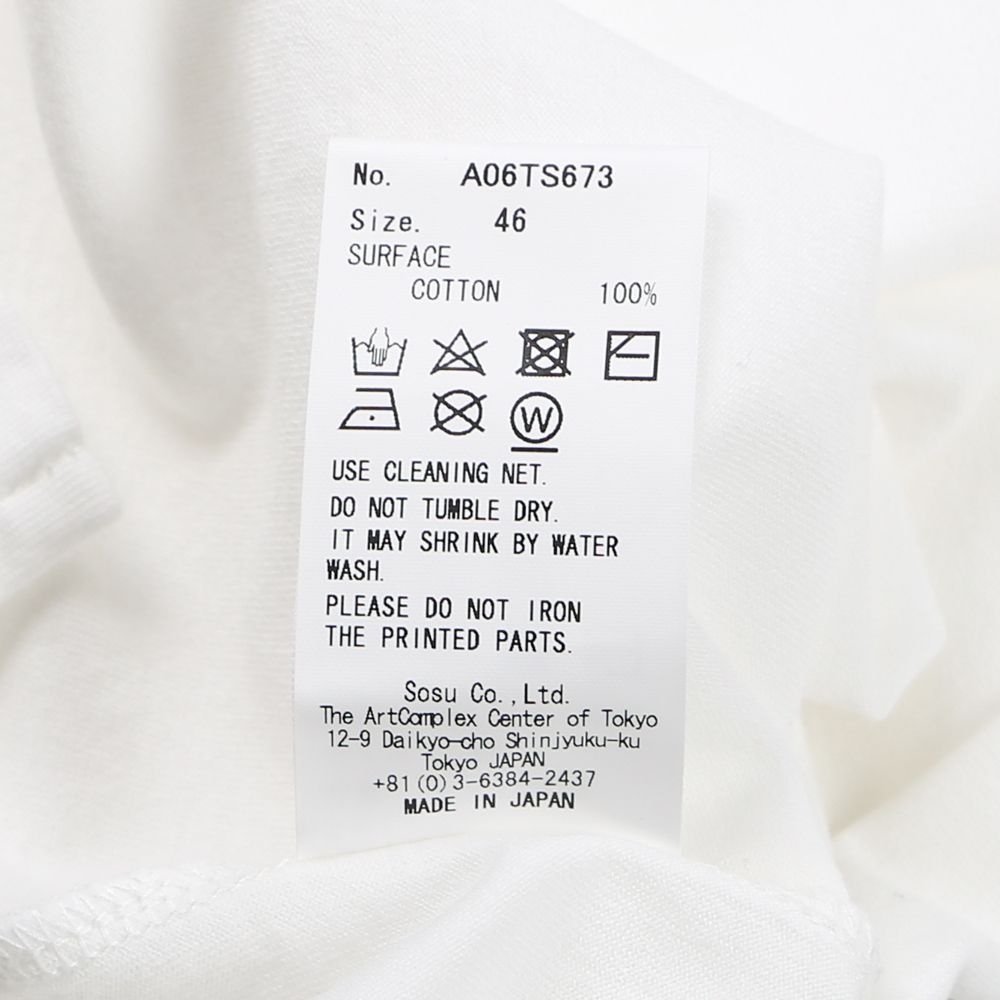 No. A06TS673
Size. 46
SURFACE
COTTON 100%
W
USE CLEANING NET.
DO NOT TUMBLE DRY.
IT MAY SHRINK BY WATER
WASH.
PLEASE DO NOT IRON
THE PRINTED PARTS.
Sosu Co.,Ltd.
The ArtComplex Center of Tokyo
12-9 Daikyo-cho Shinjyuku-ku
Tokyo JAPAN
+81(0)3-6384-2437
MADE IN JAPAN